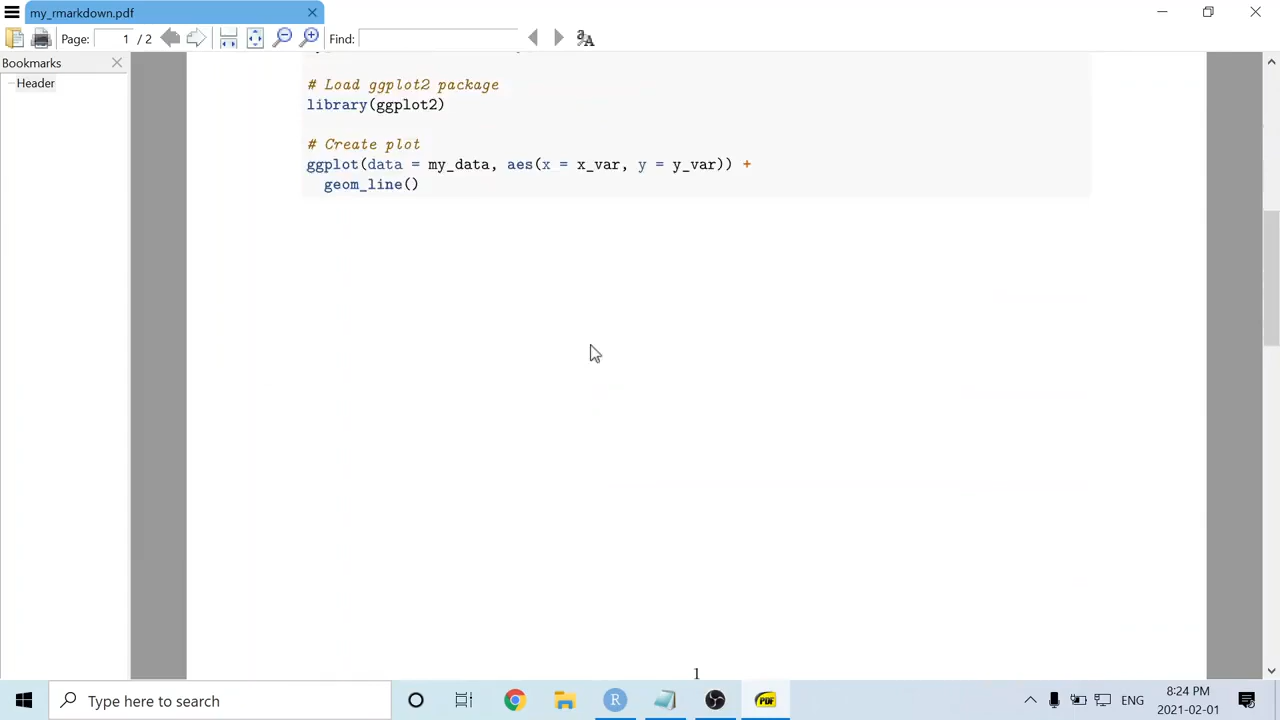 my_rmarkdown.pdf
Page: 1 / 2 Find:
Bookmarks
Header
# Load ggplot2 package
library(ggplot2)
# Create plot
ggplot(data = my_data, aes(x = x_var, y = y_var)) +
geom_line()
1
Type here to search
R
PDF
ENG
8:24 PM
2021-02-01